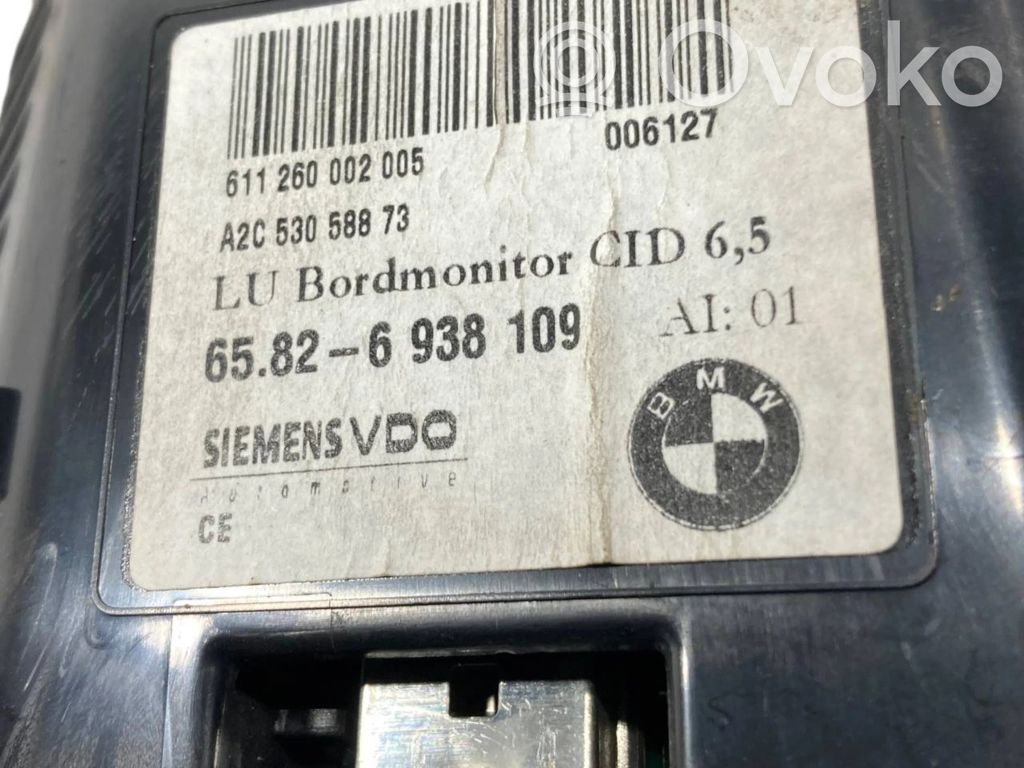 Ovoko
611 260 002 005
006127
A2C 530 588 73
LU Bordmonitor CID 6,5
65.82-6 938 109
AI: 01
BMW
SIEMENS VDO
Automotive
CE